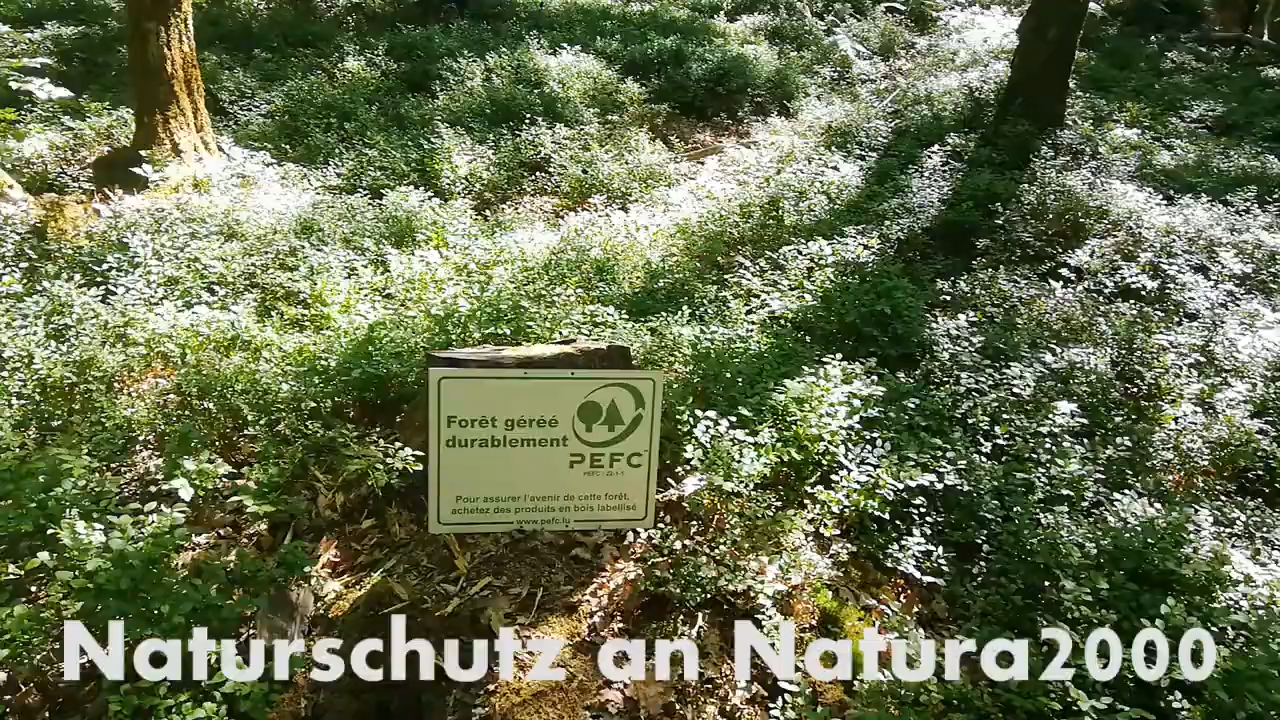 Forêt géréé
durablement
PEFC
Pour assurer l'avenir de cette forêt,
achetez des produits en bois labellisé
www.pefc.lu
Naturschutz an Natura2000